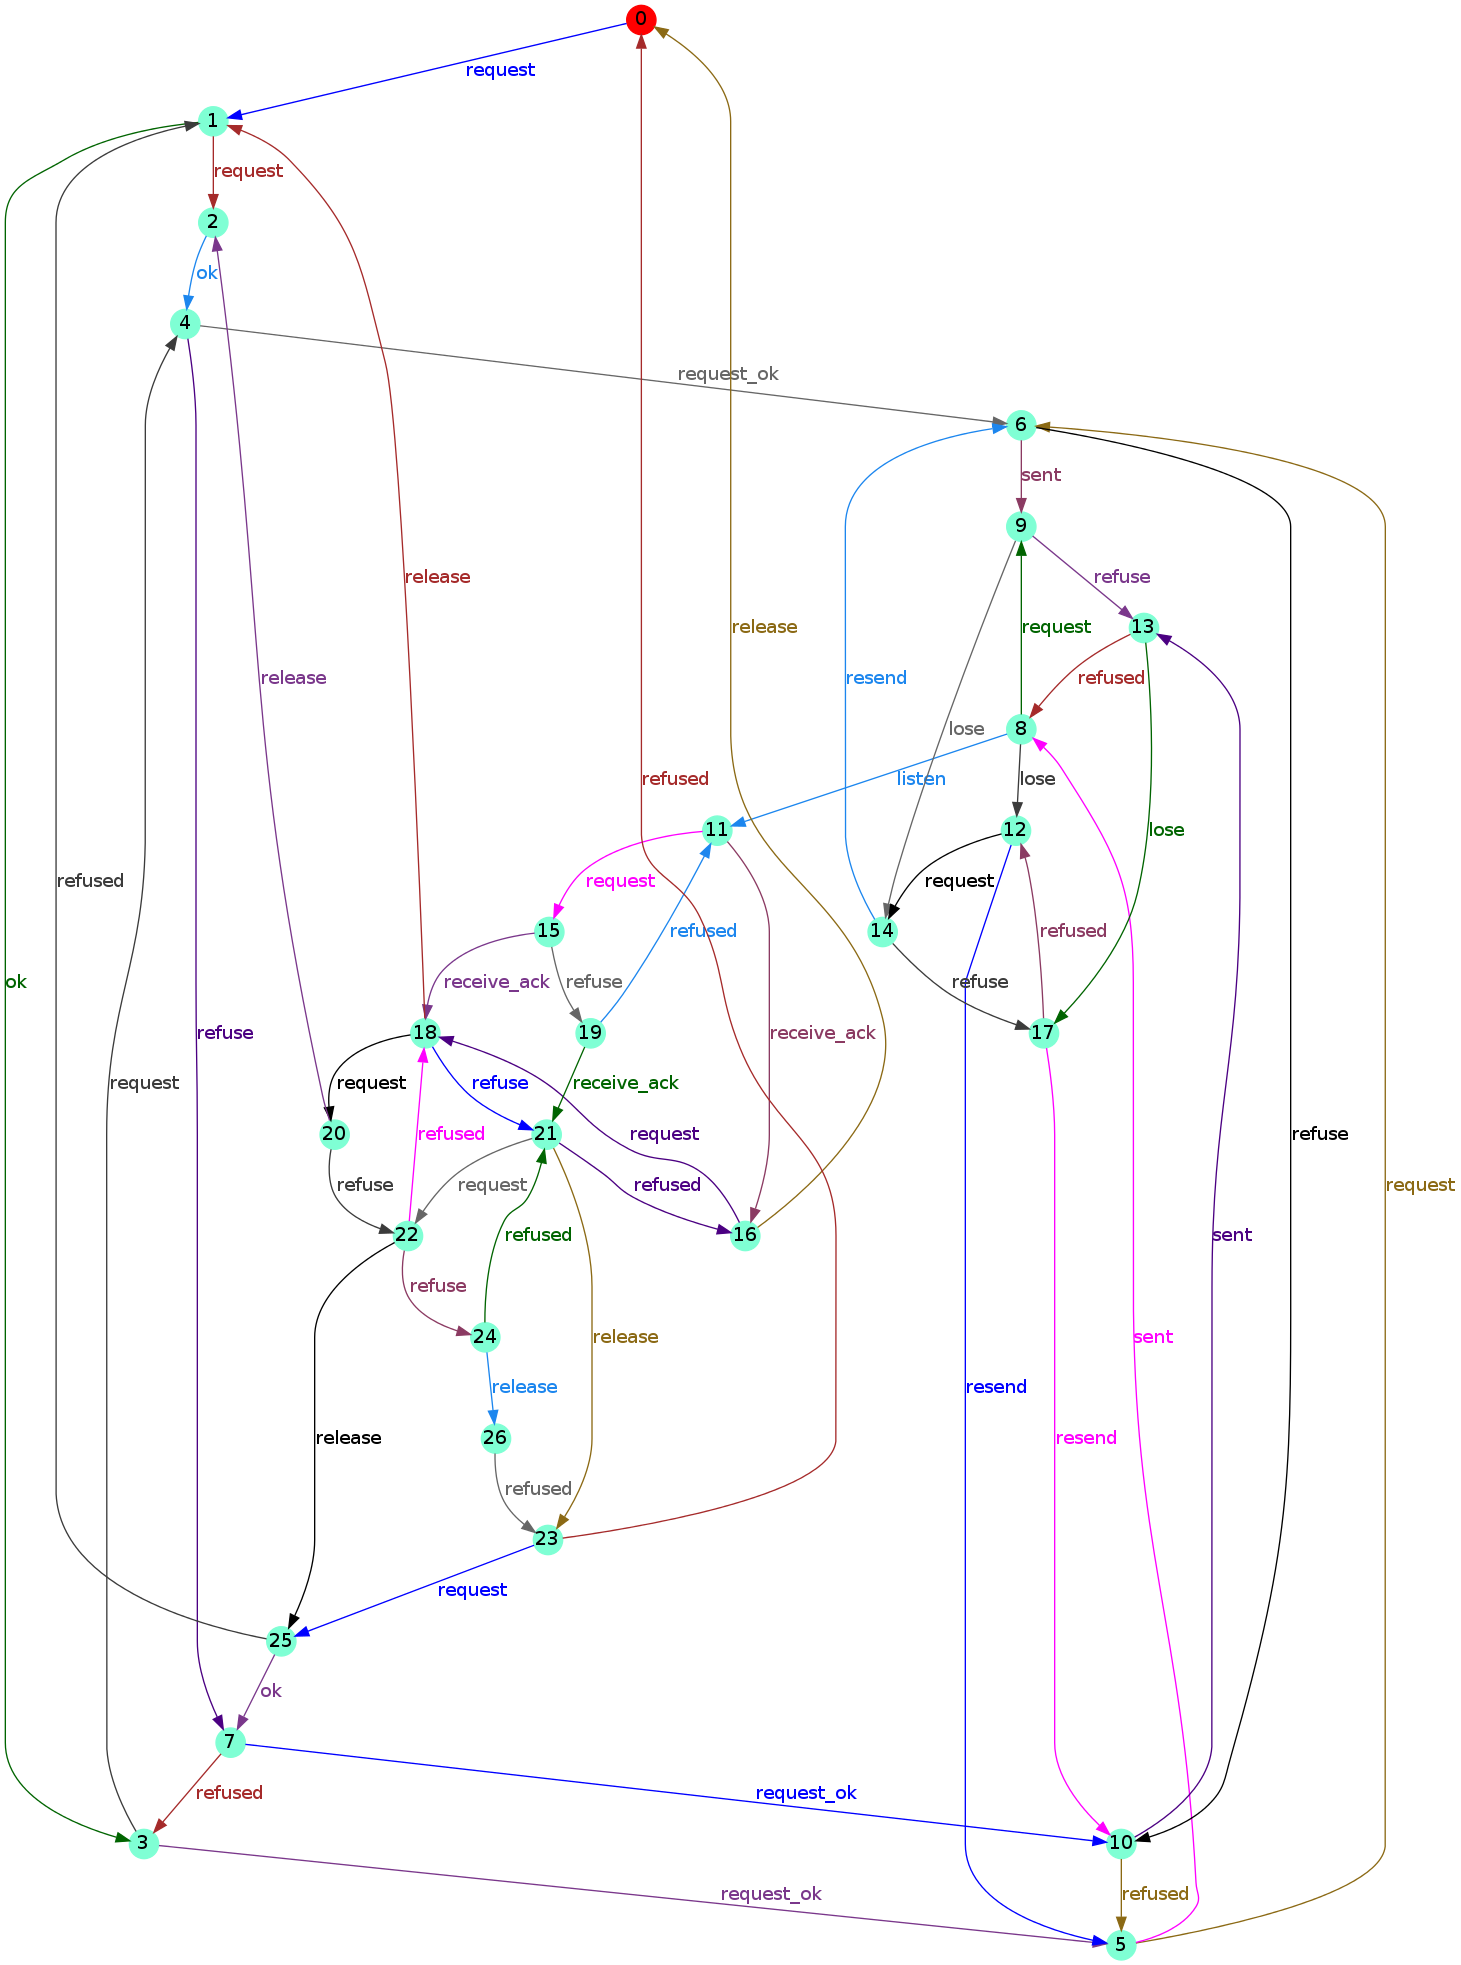 0
request
1
request
2
ok
4
request_ok
6
sent
9
release
refuse
release
13
request
release
resend
refused
8
lose
refused
listen
lose
11
12
lose
request
refused
request
15
14
refused
refused
ok
receive_ack
refuse
refuse
18
19
17
refuse
receive_ack
request
request
refuse
receive_ack
20
21
request
refuse
refused
refuse
request
refused
request
22
refused
16
sent
refuse
24
release
sent
release
resend
26
release
resend
refused
23
request
25
ok
7
refused
request_ok
3
10
request_ok
refused
5